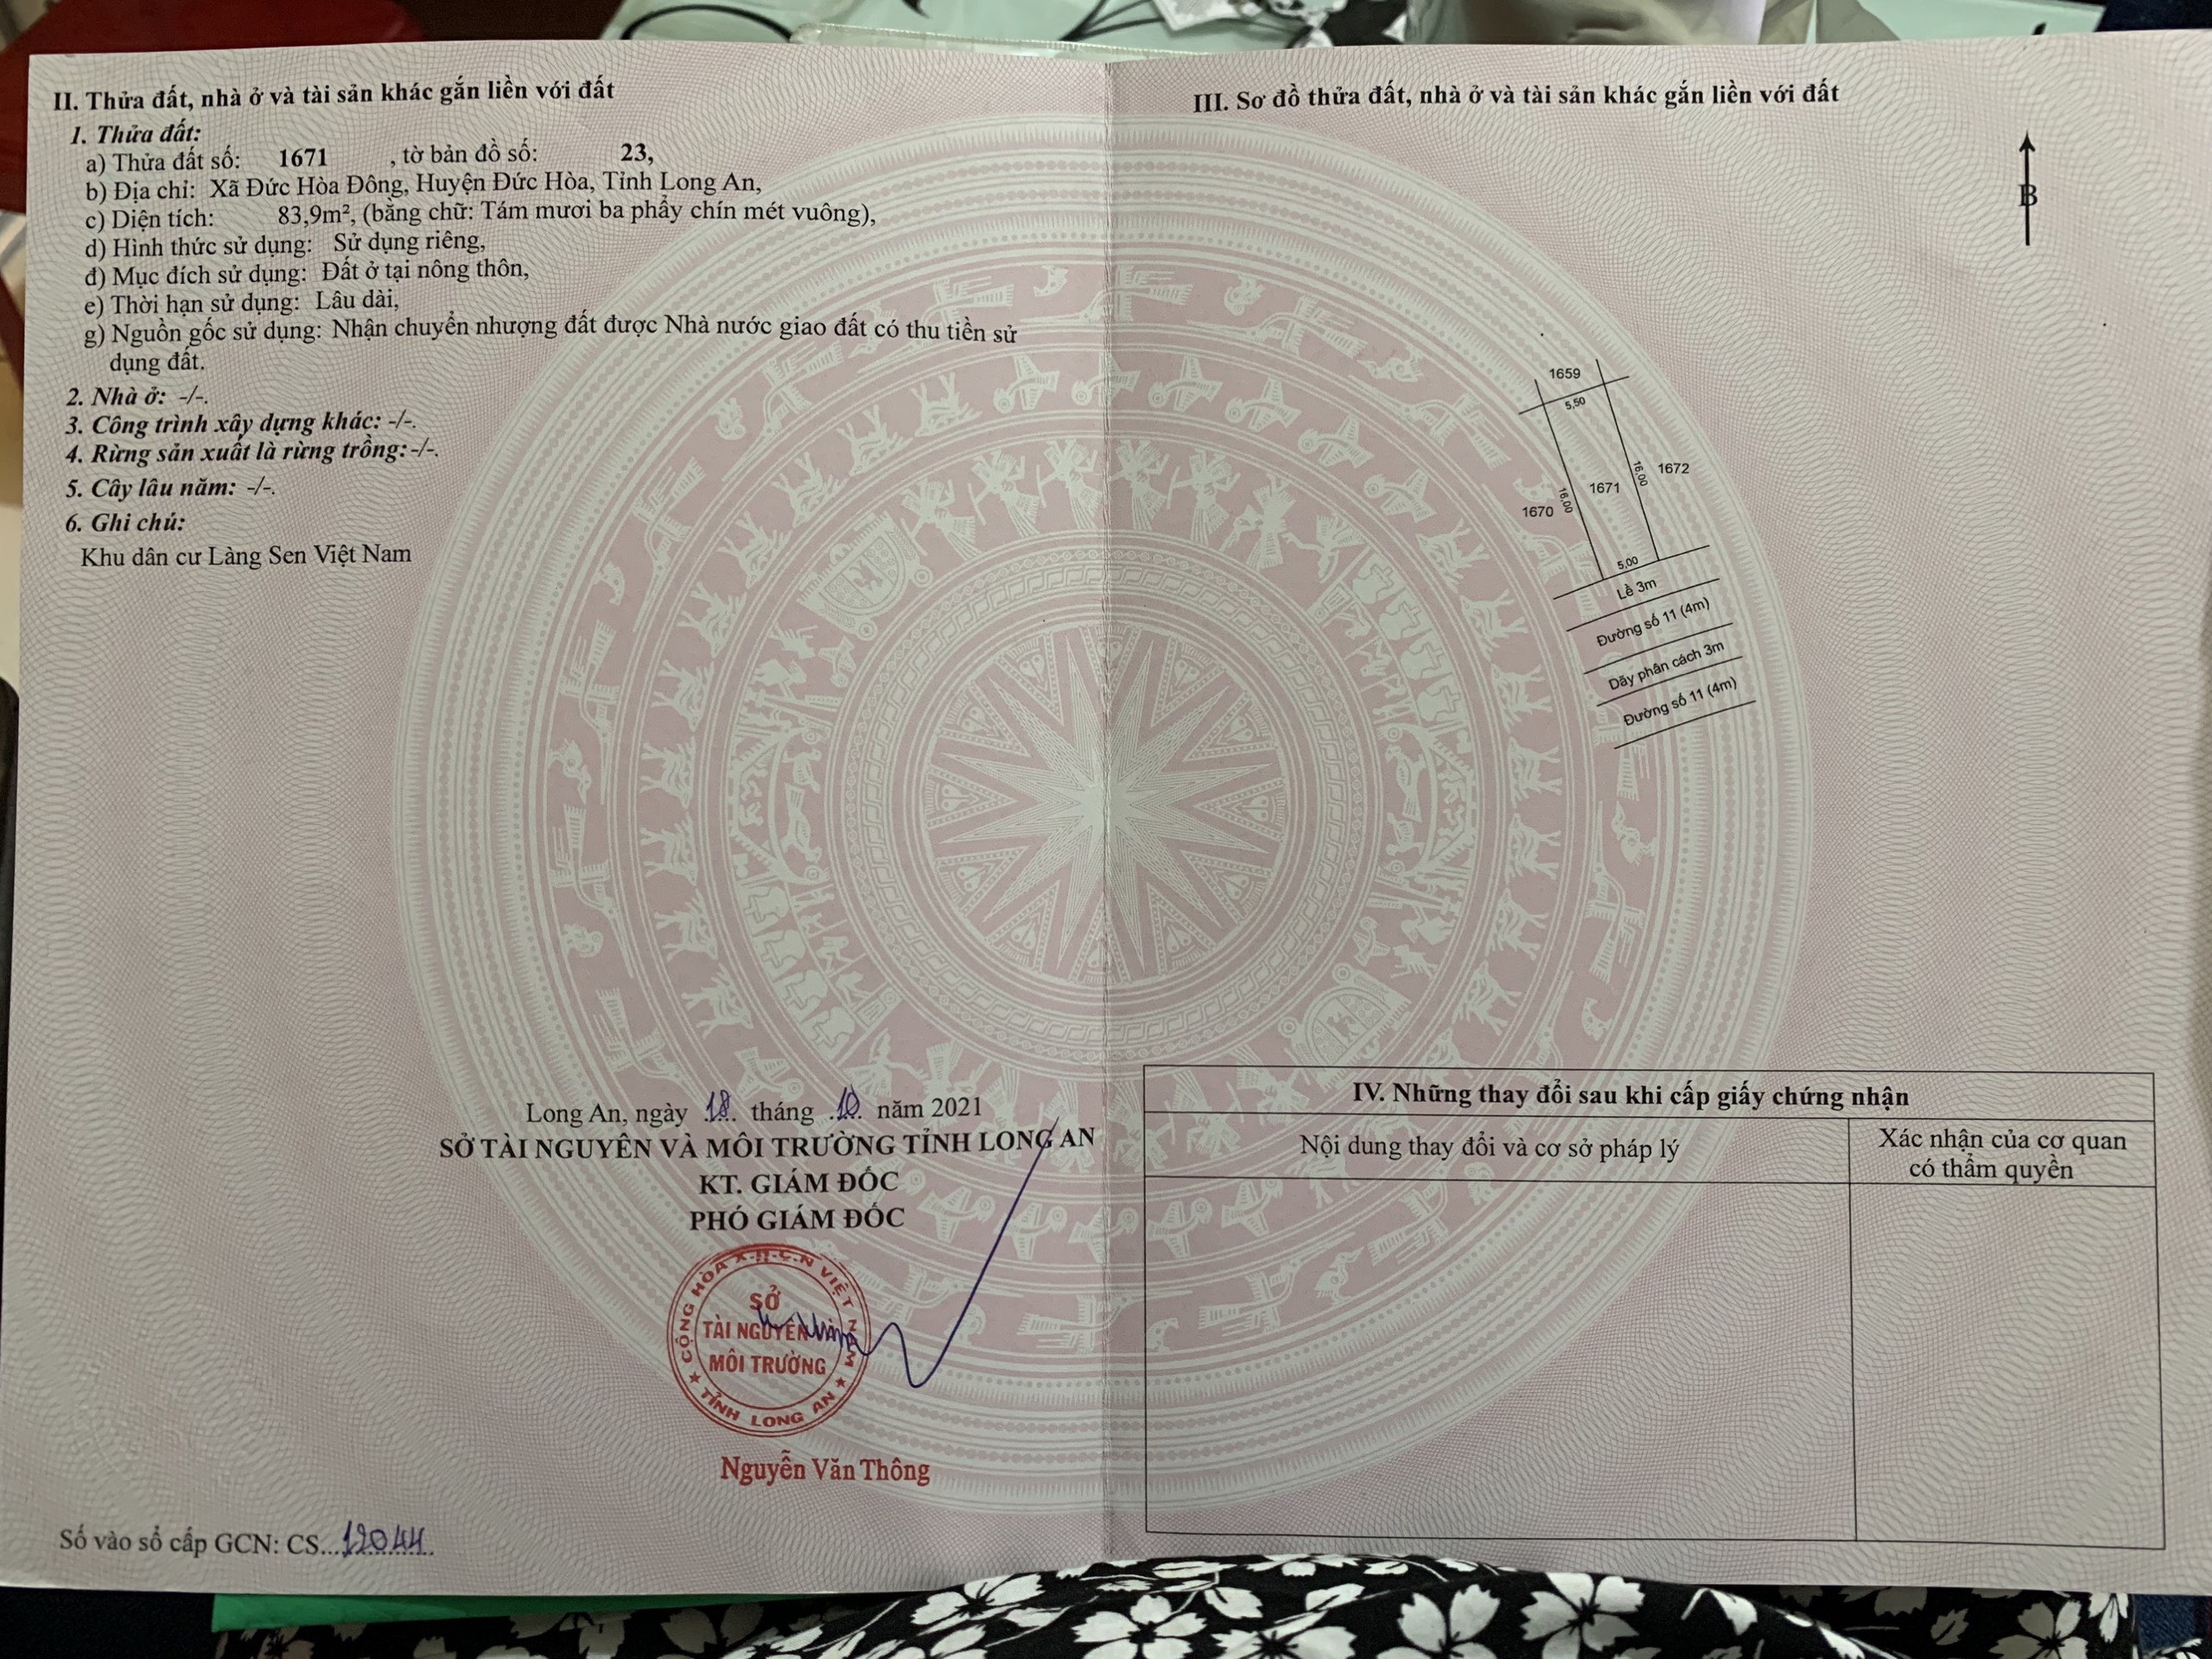 II. Thửa đất, nhà ở và tài sản khác gắn liền với đất
1. Thửa đất:
a) Thửa đất số: 1671 , tờ bản đồ số: 23,
b) Địa chỉ: Xã Đức Hòa Đông, Huyện Đức Hòa, Tỉnh Long An,
c) Diện tích: 83,9m², (bằng chữ: Tám mươi ba phẩy chín mét vuông),
d) Hình thức sử dụng: Sử dụng riêng,
đ) Mục đích sử dụng: Đất ở tại nông thôn,
e) Thời hạn sử dụng: Lâu dài,
g) Nguồn gốc sử dụng: Nhận chuyển nhượng đất được Nhà nước giao đất có thu tiền sử
dụng đất.
2. Nhà ở: -/-.
3. Công trình xây dựng khác: -/-.
4. Rừng sản xuất là rừng trồng: -/-.
5. Cây lâu năm: -/-.
6. Ghi chú:
Khu dân cư Làng Sen Việt Nam
Long An, ngày 18. tháng .10. năm 2021
SỞ TÀI NGUYÊN VÀ MÔI TRƯỜNG TỈNH LONG AN
KT. GIÁM ĐỐC
PHÓ GIÁM ĐỐC
CỘNG HÒA X.H.C.N VIỆT NAM
SỞ
TÀI NGUYÊN
MÔI TRƯỜNG
★ TỈNH LONG AN ★
Nguyễn Văn Thông
Số vào sổ cấp GCN: CS...12044
III. Sơ đồ thửa đất, nhà ở và tài sản khác gắn liền với đất
B
1659
5,50
1672
16,00
1671
16,00
1670
5,00
Lề 3m
Đường số 11 (4m)
Dãy phân cách 3m
Đường số 11 (4m)
IV. Những thay đổi sau khi cấp giấy chứng nhận
Nội dung thay đổi và cơ sở pháp lý
Xác nhận của cơ quan
có thẩm quyền